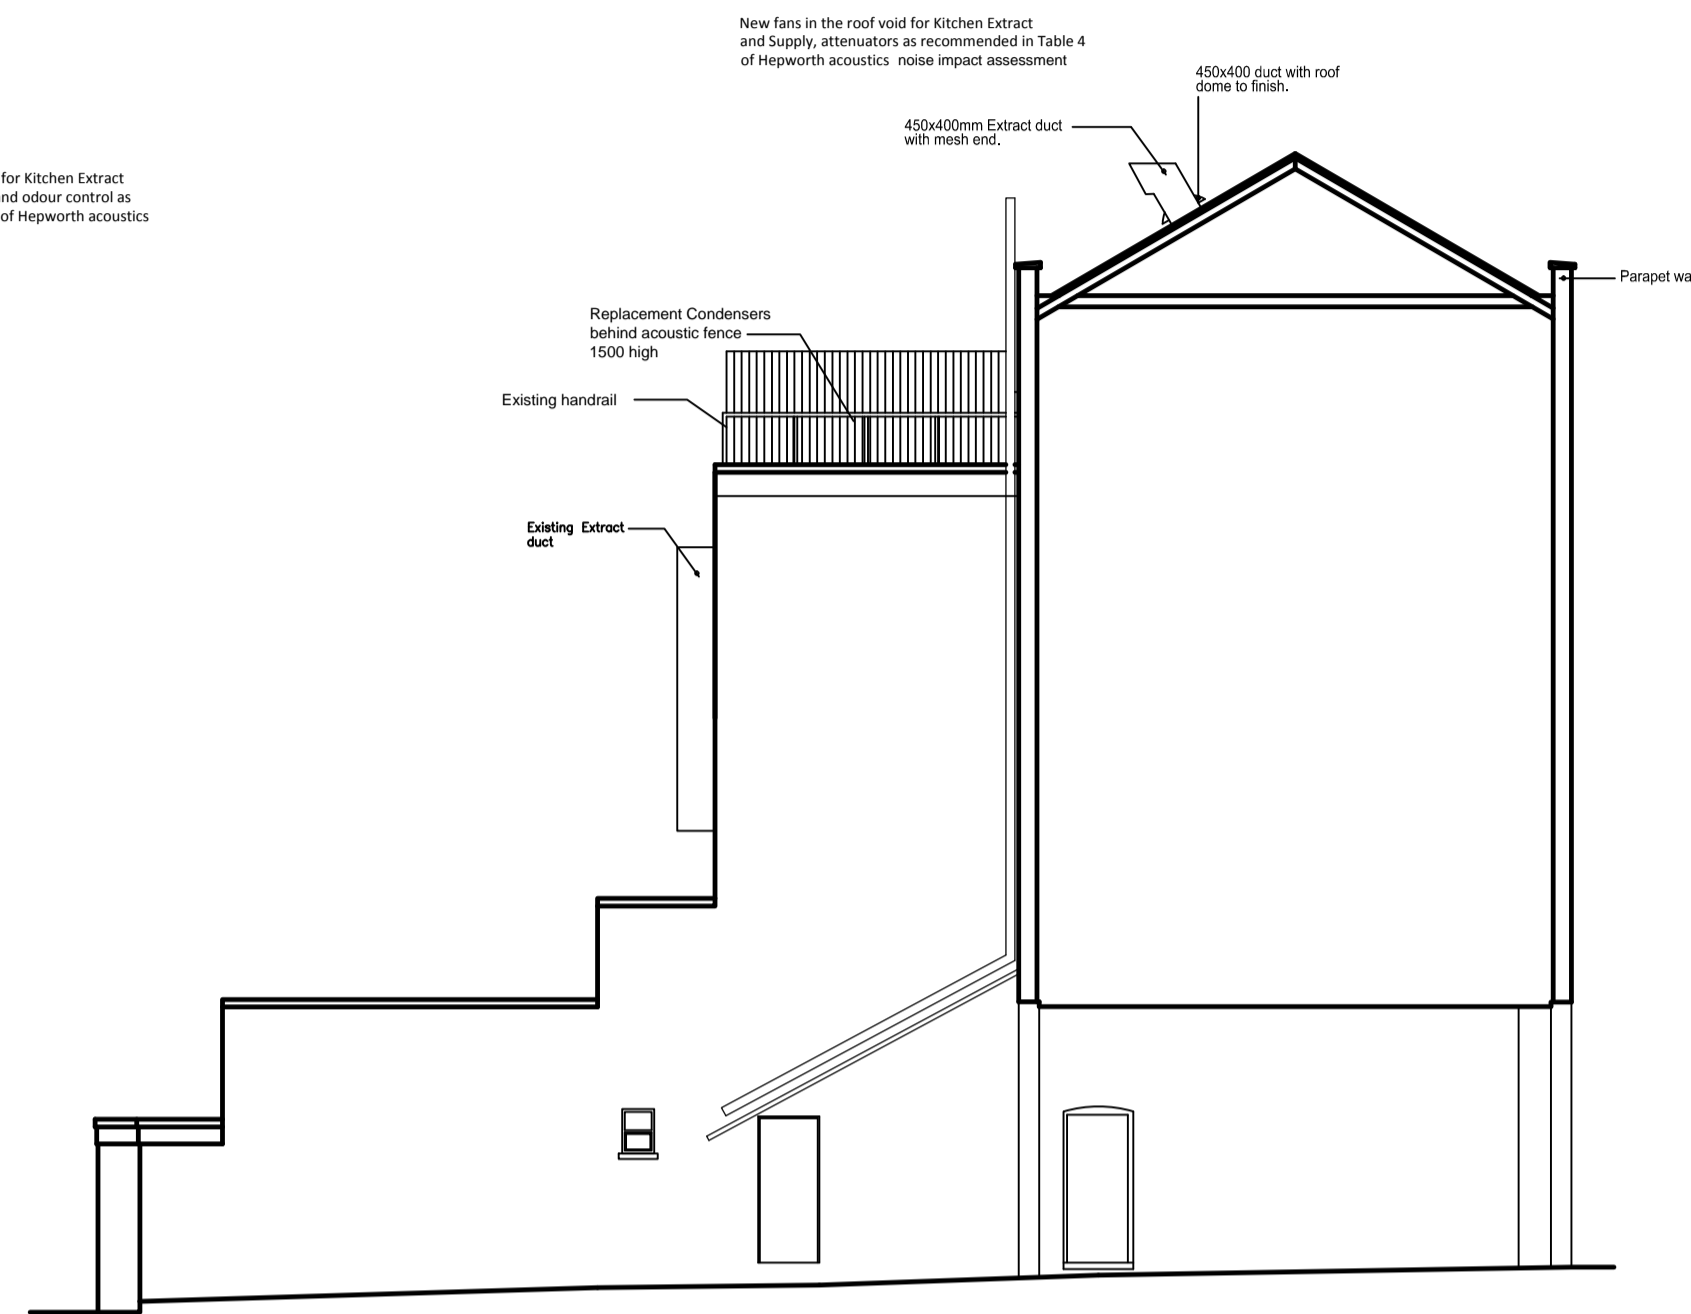 New fans in the roof void for Kitchen Extract
and Supply, attenuators as recommended in Table 4
of Hepworth acoustics noise impact assessment
450x400 duct with roof
dome to finish.
450x400mm Extract duct
with mesh end.
for Kitchen Extract
nd odour control as
of Hepworth acoustics
Parapet wa
Replacement Condensers
behind acoustic fence
1500 high
Existing handrail
Existing Extract
duct